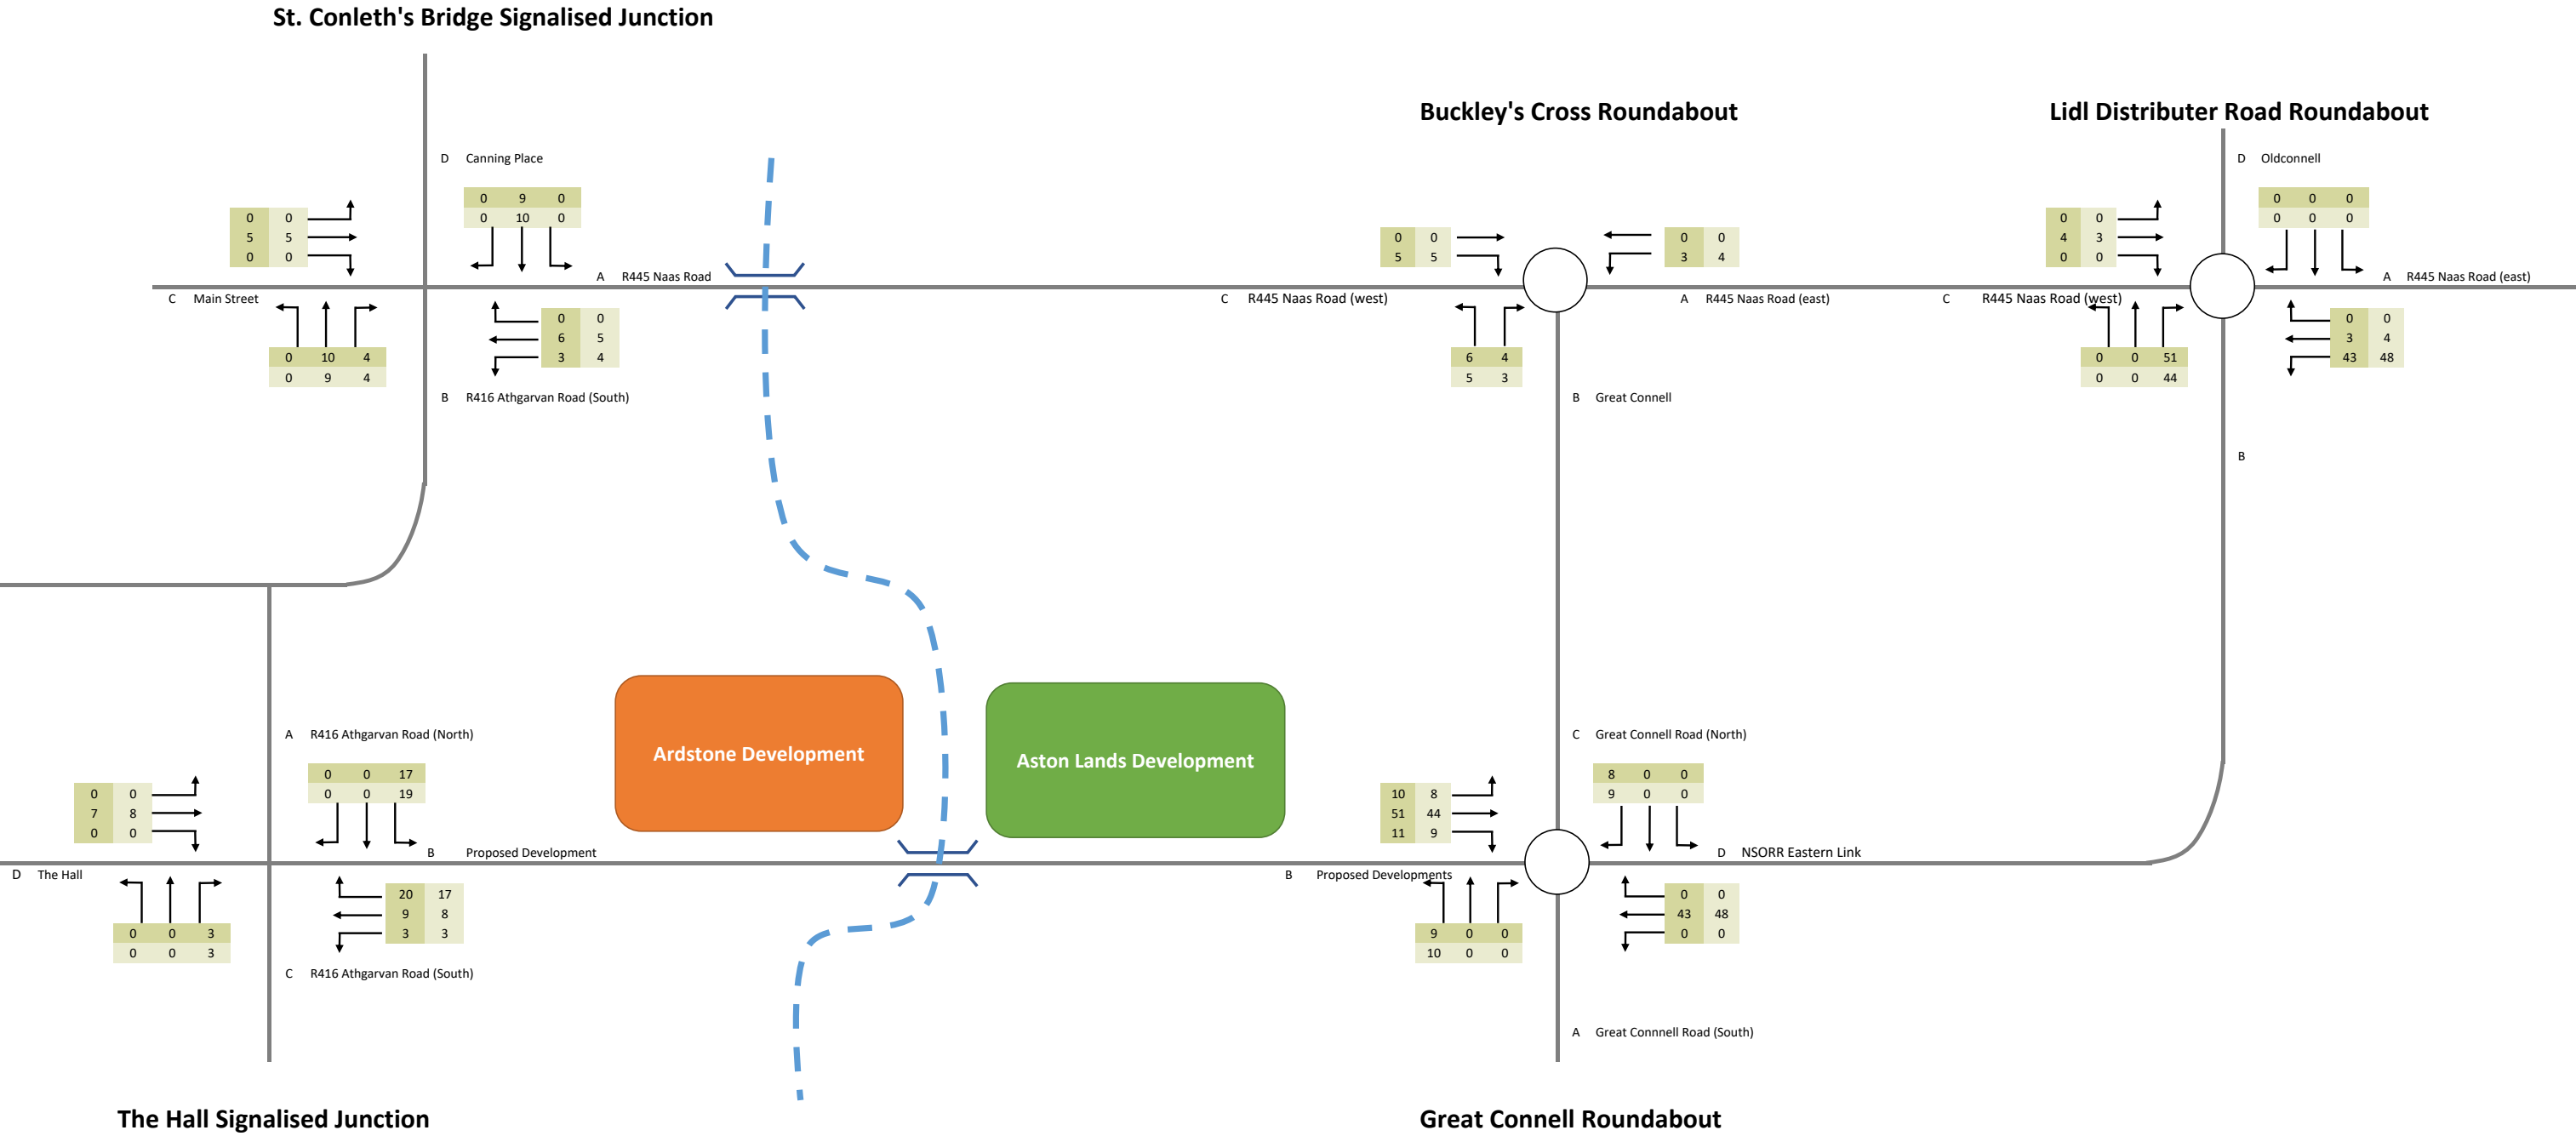 St. Conleth's Bridge Signalised Junction
Buckley's Cross Roundabout
Lidl Distributer Road Roundabout
D Canning Place
0 9 0
0 10 0
0 0
5 5
0 0
A R445 Naas Road
C Main Street
0 10 4
0 9 4
0 0
6 5
3 4
B R416 Athgarvan Road (South)
0 0
5 5
0 0
3 4
C R445 Naas Road (west)
A R445 Naas Road (east)
6 4
5 3
B Great Connell
D Oldconnell
0 0 0
0 0 0
0 0
4 3
0 0
A R445 Naas Road (east)
C R445 Naas Road (west)
0 0 51
0 0 44
0 0
3 4
43 48
B
Ardstone Development
Aston Lands Development
A R416 Athgarvan Road (North)
0 0 17
0 0 19
0 0
7 8
0 0
B Proposed Development
D The Hall
0 0 3
0 0 3
20 17
9 8
3 3
C R416 Athgarvan Road (South)
C Great Connell Road (North)
8 0 0
9 0 0
10 8
51 44
11 9
D NSORR Eastern Link
B Proposed Developments
9 0 0
10 0 0
0 0
43 48
0 0
A Great Connnell Road (South)
The Hall Signalised Junction
Great Connell Roundabout